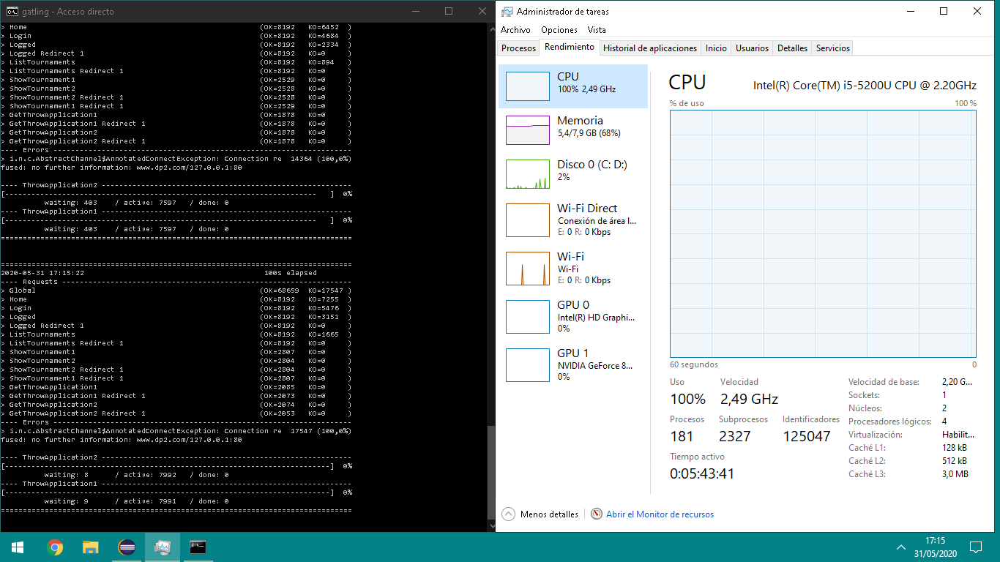 gatling - Acceso directo
> Home (OK=8192 KO=6452 )
> Login (OK=8192 KO=4684 )
> Logged (OK=8192 KO=2334 )
> Logged Redirect 1 (OK=8192 KO=0 )
> ListTournaments (OK=8192 KO=894 )
> ListTournaments Redirect 1 (OK=8192 KO=0 )
> ShowTournament1 (OK=2529 KO=0 )
> ShowTournament2 (OK=2528 KO=0 )
> ShowTournament2 Redirect 1 (OK=2528 KO=0 )
> ShowTournament1 Redirect 1 (OK=2529 KO=0 )
> GetThrowApplication1 (OK=1878 KO=0 )
> GetThrowApplication1 Redirect 1 (OK=1878 KO=0 )
> GetThrowApplication2 (OK=1878 KO=0 )
> GetThrowApplication2 Redirect 1 (OK=1878 KO=0 )
---- Errors --------------------------------------------------------------------
> i.n.c.AbstractChannel$AnnotatedConnectException: Connection re 14364 (100,0%)
fused: no further information: www.dp2.com/127.0.0.1:80
---- ThrowApplication2 ---------------------------------------------------------
[----------------------------------------------------------------------- ] 0%
waiting: 403 / active: 7597 / done: 0
---- ThrowApplication1 ---------------------------------------------------------
[----------------------------------------------------------------------- ] 0%
waiting: 403 / active: 7597 / done: 0
================================================================================
================================================================================
2020-05-31 17:15:22 100s elapsed
---- Requests ------------------------------------------------------------------
> Global (OK=68659 KO=17547 )
> Home (OK=8192 KO=7255 )
> Login (OK=8192 KO=5476 )
> Logged (OK=8192 KO=3151 )
> Logged Redirect 1 (OK=8192 KO=0 )
> ListTournaments (OK=8192 KO=1665 )
> ListTournaments Redirect 1 (OK=8192 KO=0 )
> ShowTournament1 (OK=2807 KO=0 )
> ShowTournament2 (OK=2804 KO=0 )
> ShowTournament2 Redirect 1 (OK=2804 KO=0 )
> ShowTournament1 Redirect 1 (OK=2807 KO=0 )
> GetThrowApplication1 (OK=2085 KO=0 )
> GetThrowApplication1 Redirect 1 (OK=2073 KO=0 )
> GetThrowApplication2 (OK=2074 KO=0 )
> GetThrowApplication2 Redirect 1 (OK=2053 KO=0 )
---- Errors --------------------------------------------------------------------
> i.n.c.AbstractChannel$AnnotatedConnectException: Connection re 17547 (100,0%)
fused: no further information: www.dp2.com/127.0.0.1:80
---- ThrowApplication2 ---------------------------------------------------------
[--------------------------------------------------------------------------] 0%
waiting: 8 / active: 7992 / done: 0
---- ThrowApplication1 ---------------------------------------------------------
[--------------------------------------------------------------------------] 0%
waiting: 9 / active: 7991 / done: 0
================================================================================
Administrador de tareas
Archivo Opciones Vista
Procesos Rendimiento Historial de aplicaciones Inicio Usuarios Detalles Servicios
CPU
100% 2,49 GHz
Memoria
5,4/7,9 GB (68%)
Disco 0 (C: D:)
2%
Wi-Fi Direct
Conexión de área l...
E: 0 R: 0 Kbps
Wi-Fi
Wi-Fi
E: 0 R: 0 Kbps
GPU 0
Intel(R) HD Graphi...
0%
GPU 1
NVIDIA GeForce 8...
0%
CPU Intel(R) Core(TM) i5-5200U CPU @ 2.20GHz
% de uso 100 %
60 segundos 0
Uso Velocidad
100% 2,49 GHz
Procesos Subprocesos Identificadores
181 2327 125047
Tiempo activo
0:05:43:41
Velocidad de base: 2,20 G...
Sockets: 1
Núcleos: 2
Procesadores lógicos: 4
Virtualización: Habilit...
Caché L1: 128 kB
Caché L2: 512 kB
Caché L3: 3,0 MB
Menos detalles Abrir el Monitor de recursos
17:15
31/05/2020